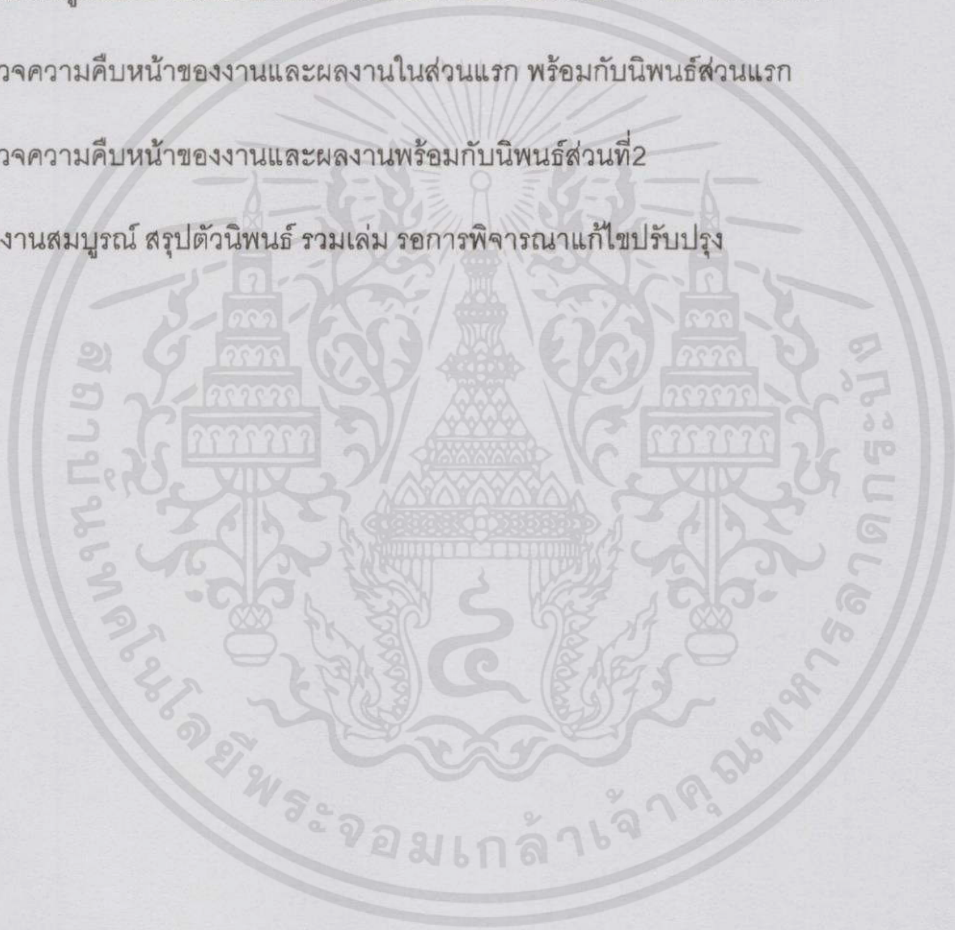 วจความคืบหน้าของงานและผลงานในส่วนแรก พร้อมกับนิพนธ์ส่วนแรก
วจความคืบหน้าของงานและผลงานพร้อมกับนิพนธ์ส่วนที่2
งานสมบูรณ์ สรุปตัวนิพนธ์ รวมเล่ม รอการพิจารณาแก้ไขปรับปรุง
สถาบันเทคโนโลยีพระจอมเกล้าเจ้าคุณทหารลาดกระบัง
๔